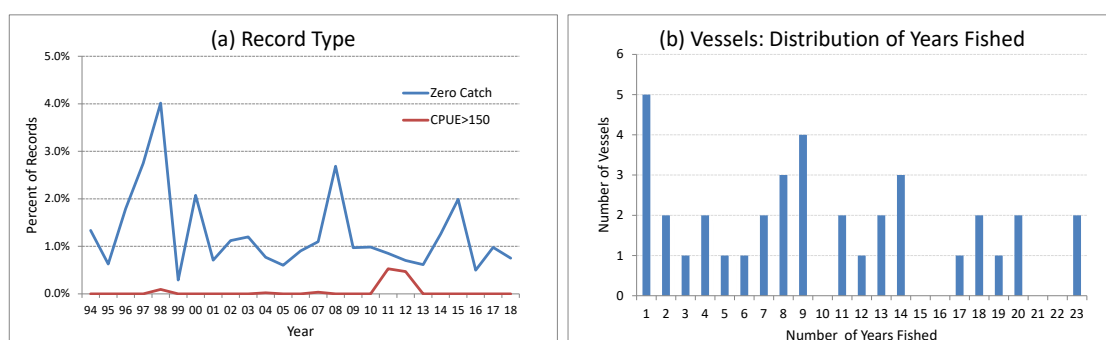 (a) Record Type
5.0%
4.0%
3.0%
2.0%
1.0%
0.0%
Percent of Records
Zero Catch
CPUE>150
94 95 96 97 98 99 00 01 02 03 04 05 06 07 08 09 10 11 12 13 14 15 16 17 18
Year
(b) Vessels: Distribution of Years Fished
6
5
4
3
2
1
0
Number of Vessels
1 2 3 4 5 6 7 8 9 10 11 12 13 14 15 16 17 18 19 20 21 22 23
Number of Years Fished